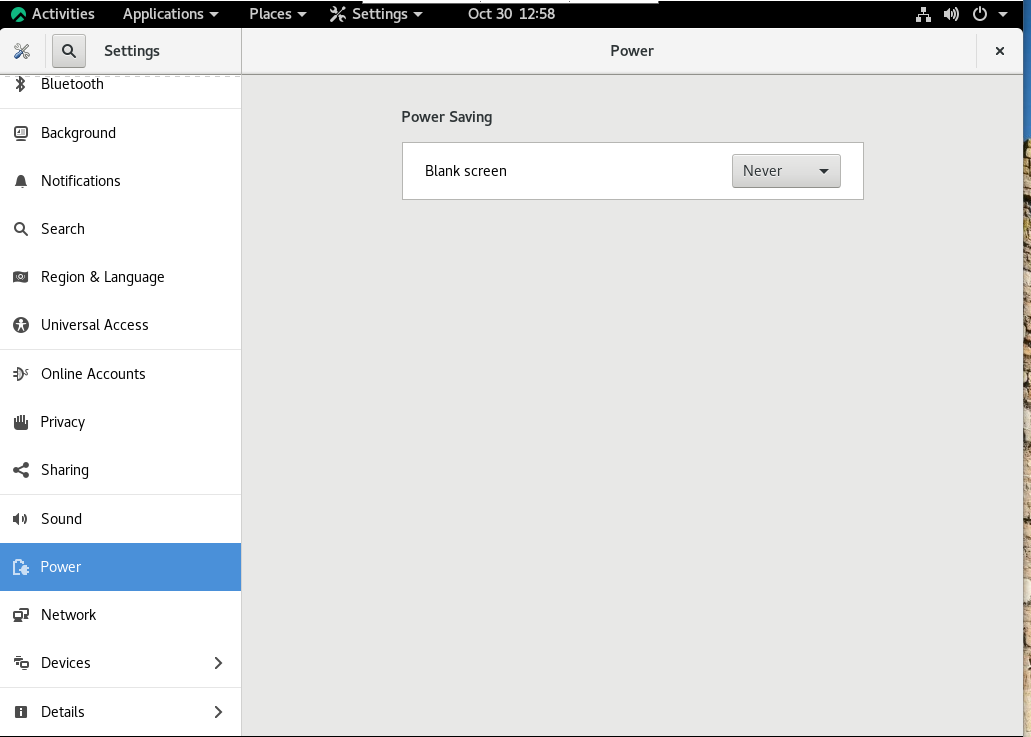 Activities Applications Places Settings Oct 30 12:58
Settings Power
Bluetooth
Background
Notifications
Search
Region & Language
Universal Access
Online Accounts
Privacy
Sharing
Sound
Power
Network
Devices
Details
Power Saving
Blank screen Never